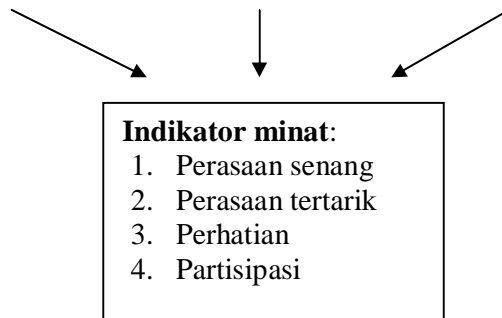 Indikator minat:
1. Perasaan senang
2. Perasaan tertarik
3. Perhatian
4. Partisipasi